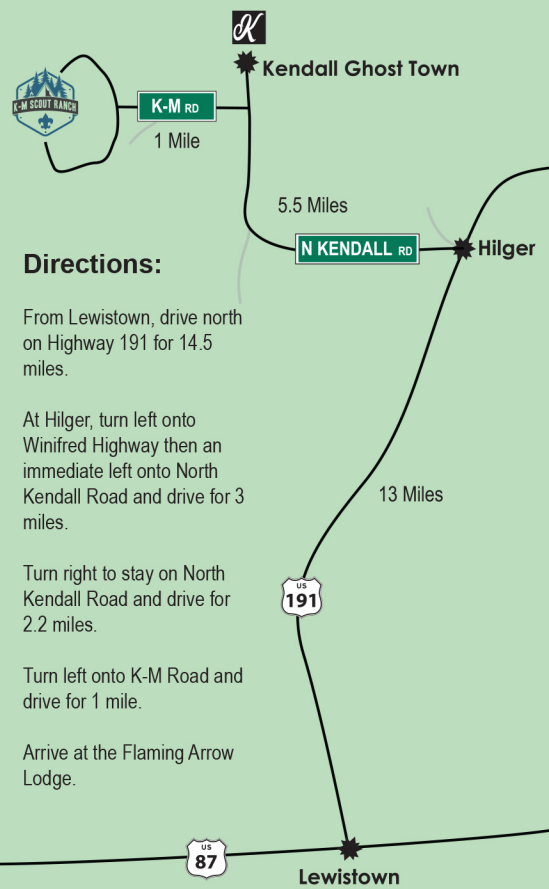 K
Kendall Ghost Town
K-M SCOUT RANCH
K-M RD
1 Mile
5.5 Miles
N KENDALL RD
Hilger
Directions:
From Lewistown, drive north
on Highway 191 for 14.5
miles.
At Hilger, turn left onto
Winifred Highway then an
immediate left onto North
Kendall Road and drive for 3
miles.
Turn right to stay on North
Kendall Road and drive for
2.2 miles.
Turn left onto K-M Road and
drive for 1 mile.
Arrive at the Flaming Arrow
Lodge.
13 Miles
US
191
US
87
Lewistown